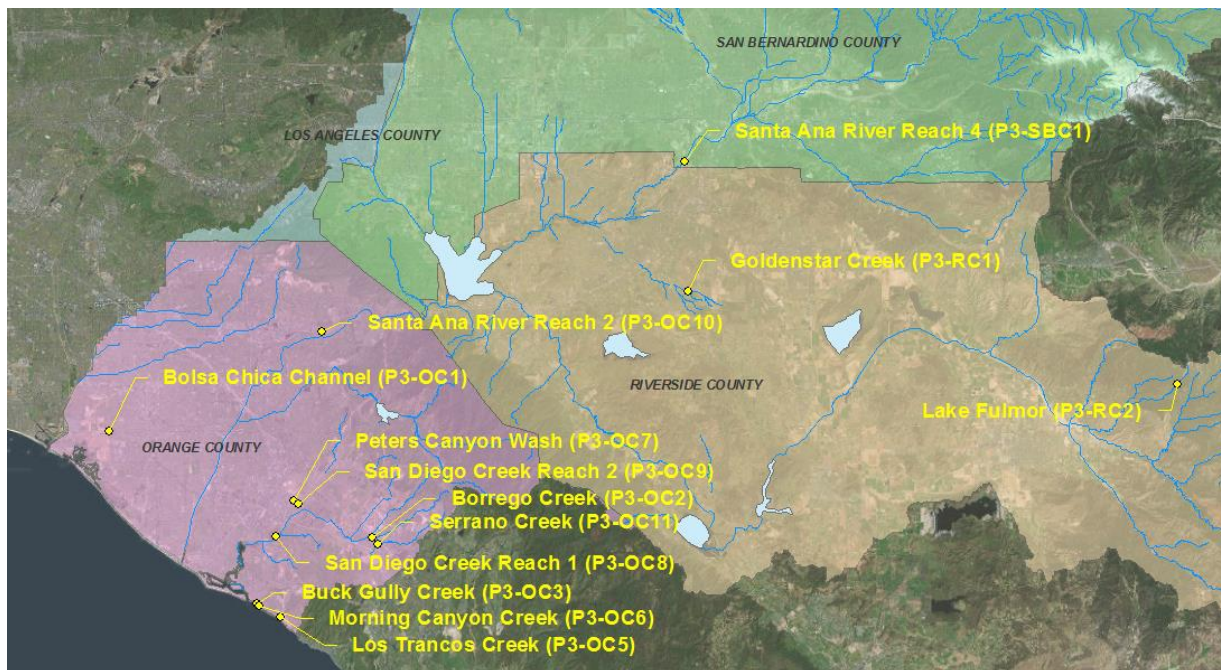 SAN BERNARDINO COUNTY
LOS ANGELES COUNTY
Santa Ana River Reach 4 (P3-SBC1)
Goldenstar Creek (P3-RC1)
Santa Ana River Reach 2 (P3-OC10)
Bolsa Chica Channel (P3-OC1)
RIVERSIDE COUNTY
Lake Fulmor (P3-RC2)
ORANGE COUNTY
Peters Canyon Wash (P3-OC7)
San Diego Creek Reach 2 (P3-OC9)
Borrego Creek (P3-OC2)
Serrano Creek (P3-OC11)
San Diego Creek Reach 1 (P3-OC8)
Buck Gully Creek (P3-OC3)
Morning Canyon Creek (P3-OC6)
Los Trancos Creek (P3-OC5)